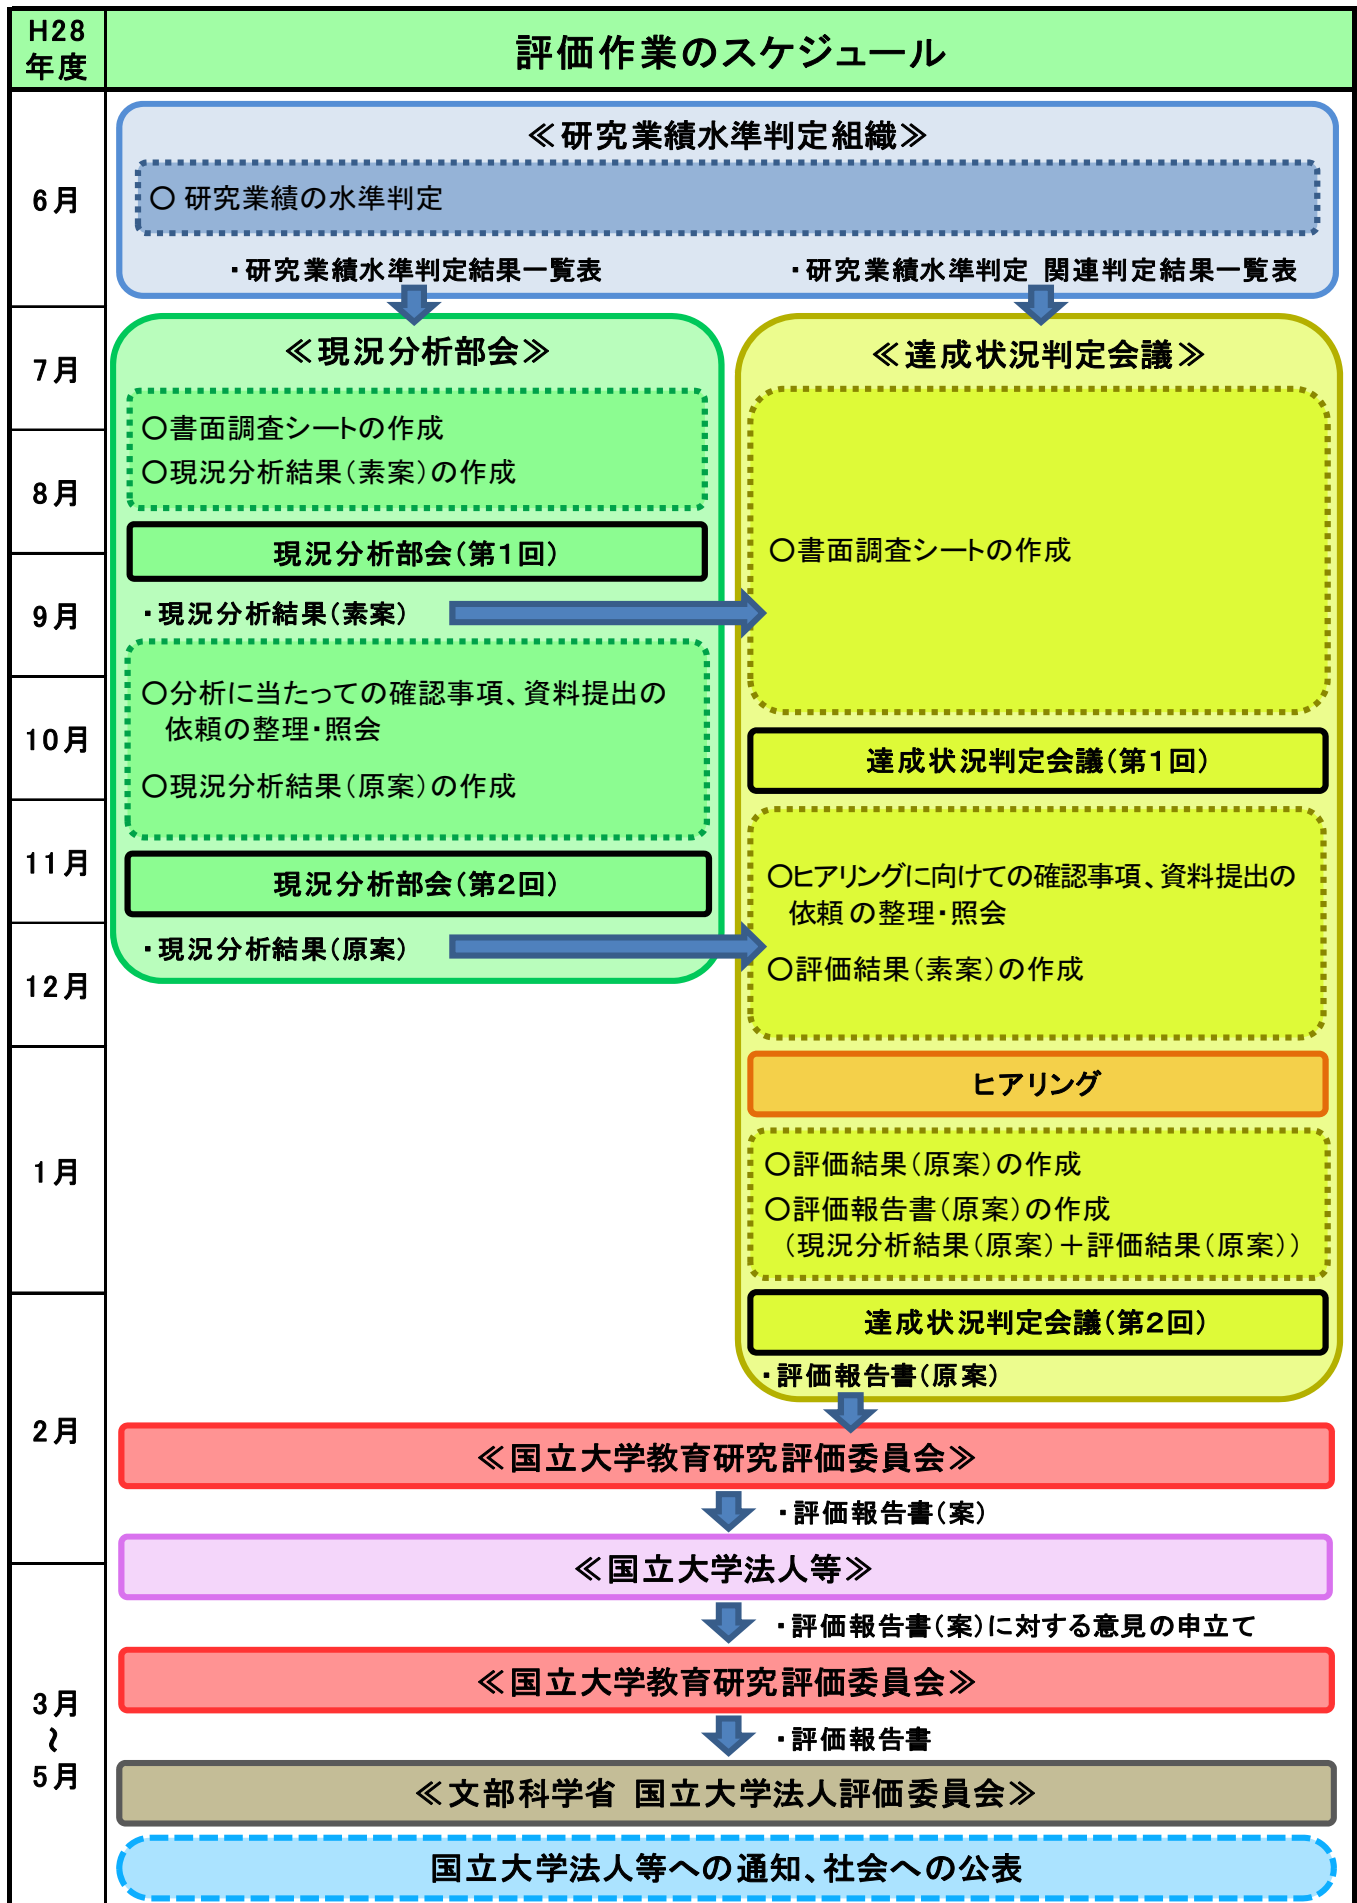 H28
年度
評価作業のスケジュール
6月
≪研究業績水準判定組織≫
○ 研究業績の水準判定
・研究業績水準判定結果一覧表
・研究業績水準判定 関連判定結果一覧表
7月
≪現況分析部会≫
○書面調査シートの作成
○現況分析結果(素案)の作成
8月
現況分析部会(第1回)
9月
・現況分析結果(素案)
○分析に当たっての確認事項、資料提出の
依頼の整理・照会
○現況分析結果(原案)の作成
10月
11月
現況分析部会(第2回)
・現況分析結果(原案)
12月
≪達成状況判定会議≫
○書面調査シートの作成
達成状況判定会議(第1回)
○ヒアリングに向けての確認事項、資料提出の
依頼の整理・照会
○評価結果(素案)の作成
ヒアリング
1月
○評価結果(原案)の作成
○評価報告書(原案)の作成
(現況分析結果(原案)+評価結果(原案))
達成状況判定会議(第2回)
・評価報告書(原案)
2月
≪国立大学教育研究評価委員会≫
・評価報告書(案)
≪国立大学法人等≫
・評価報告書(案)に対する意見の申立て
3月
~
5月
≪国立大学教育研究評価委員会≫
・評価報告書
≪文部科学省 国立大学法人評価委員会≫
国立大学法人等への通知、社会への公表